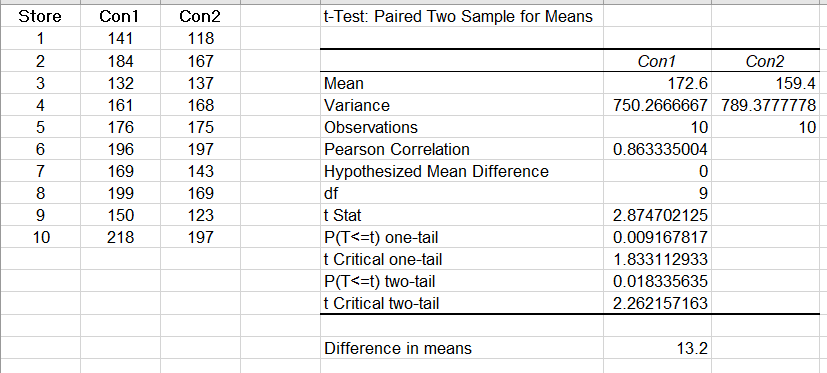 Store Con1 Con2 t-Test: Paired Two Sample for Means
1 141 118
2 184 167 Con1 Con2
3 132 137 Mean 172.6 159.4
4 161 168 Variance 750.2666667 789.3777778
5 176 175 Observations 10 10
6 196 197 Pearson Correlation 0.863335004
7 169 143 Hypothesized Mean Difference 0
8 199 169 df 9
9 150 123 t Stat 2.874702125
10 218 197 P(T<=t) one-tail 0.009167817
t Critical one-tail 1.833112933
P(T<=t) two-tail 0.018335635
t Critical two-tail 2.262157163
Difference in means 13.2